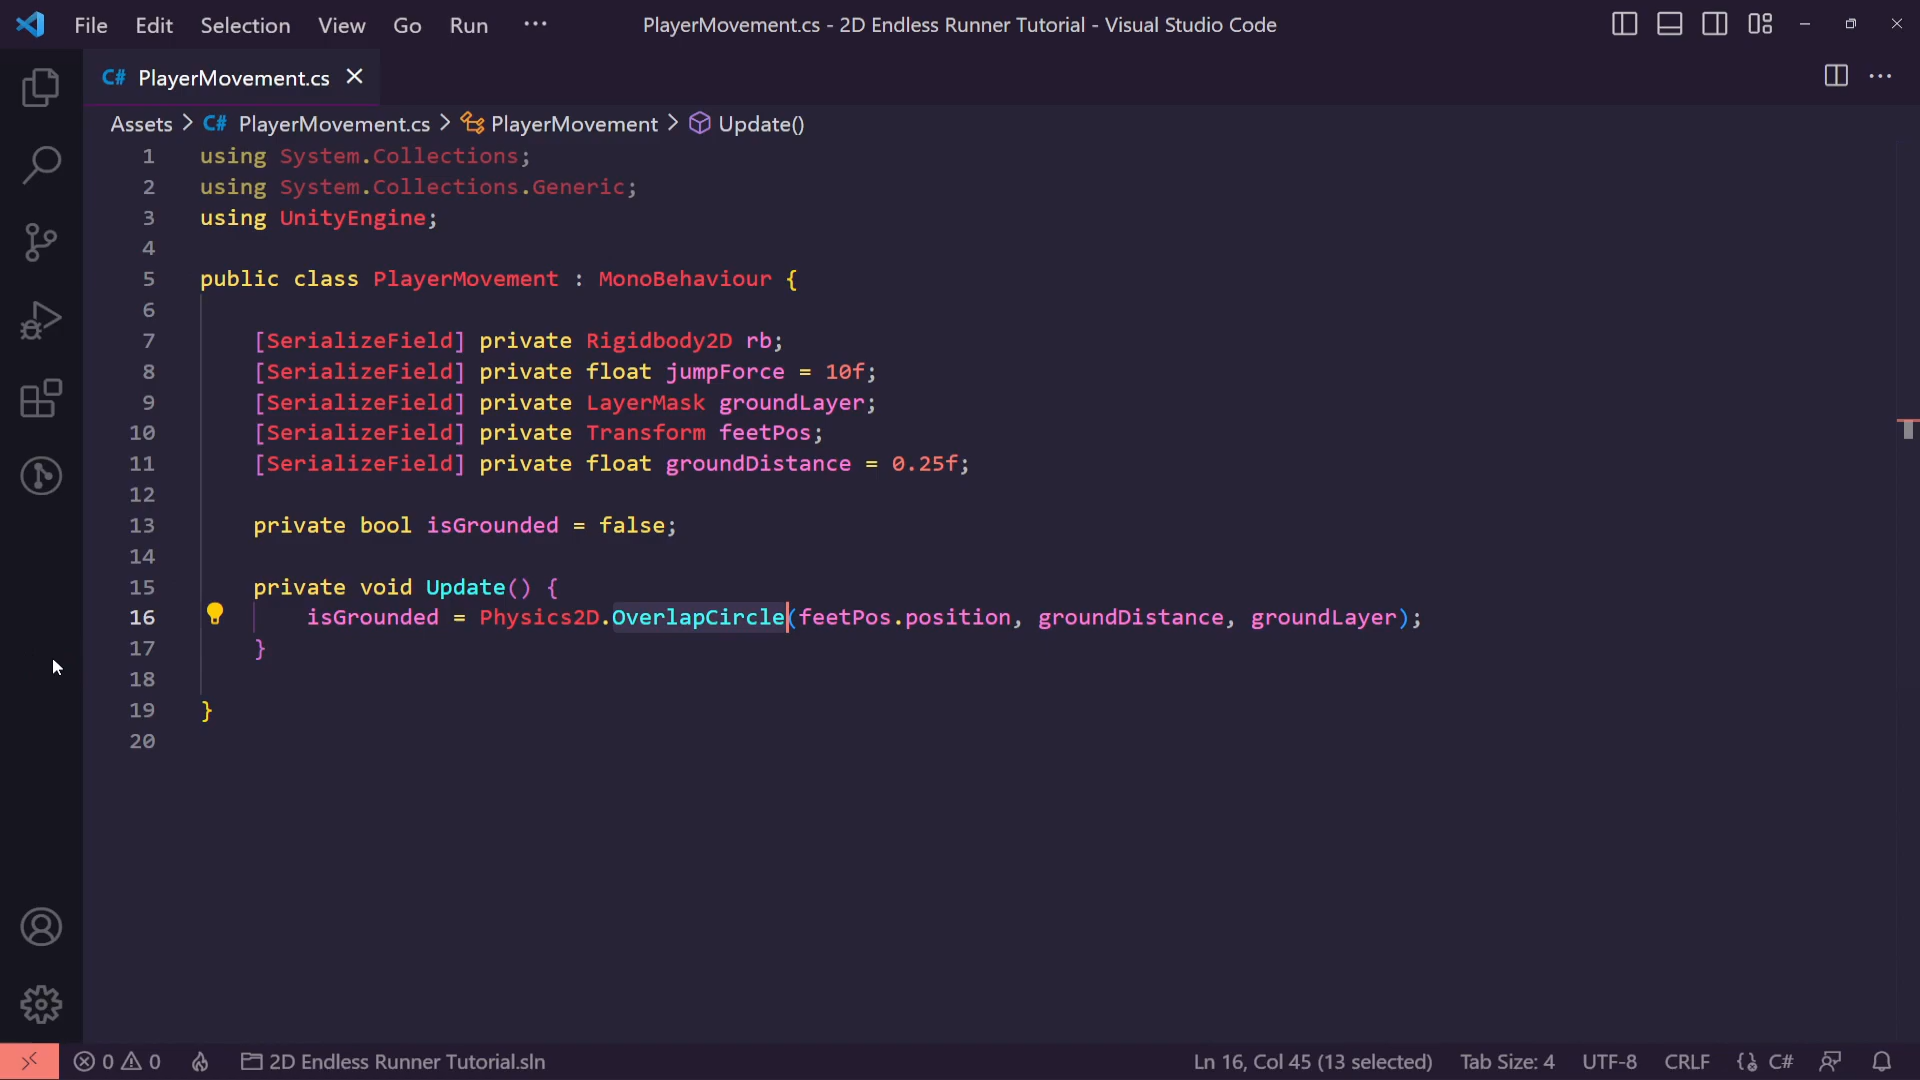 File Edit Selection View Go Run ··· PlayerMovement.cs - 2D Endless Runner Tutorial - Visual Studio Code
C# PlayerMovement.cs
Assets > C# PlayerMovement.cs > PlayerMovement > Update()
1 using System.Collections;
2 using System.Collections.Generic;
3 using UnityEngine;
4
5 public class PlayerMovement : MonoBehaviour {
6
7 [SerializeField] private Rigidbody2D rb;
8 [SerializeField] private float jumpForce = 10f;
9 [SerializeField] private LayerMask groundLayer;
10 [SerializeField] private Transform feetPos;
11 [SerializeField] private float groundDistance = 0.25f;
12
13 private bool isGrounded = false;
14
15 private void Update() {
16 isGrounded = Physics2D.OverlapCircle(feetPos.position, groundDistance, groundLayer);
17 }
18
19 }
20
0 0 2D Endless Runner Tutorial.sln Ln 16, Col 45 (13 selected) Tab Size: 4 UTF-8 CRLF C#